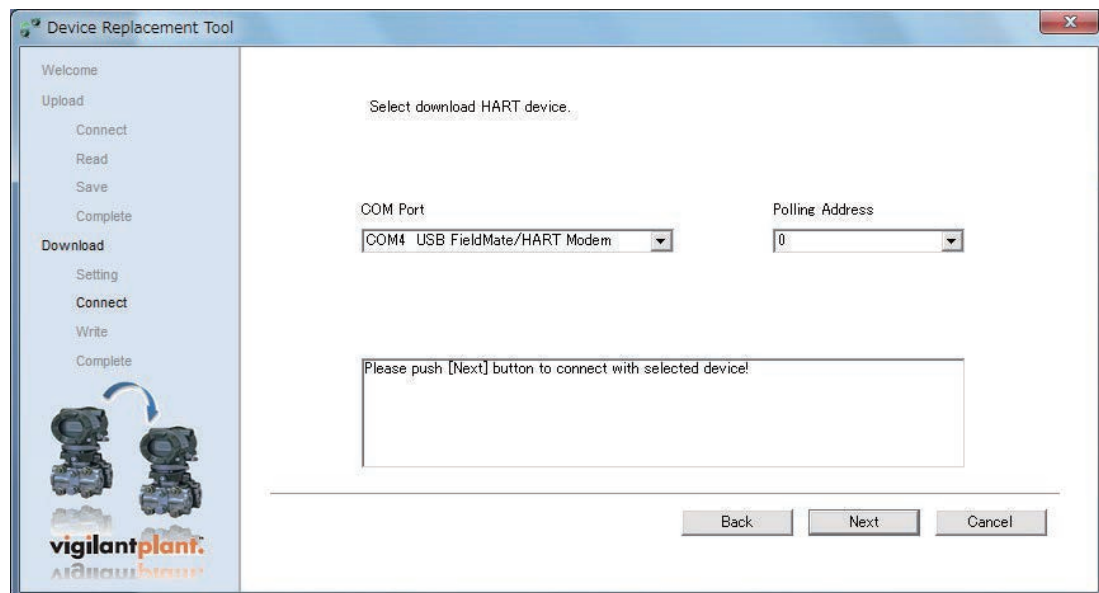 Device Replacement Tool
X
Welcome
Upload
Connect
Read
Save
Complete
Download
Setting
Connect
Write
Complete
vigilantplant.
Select download HART device.
COM Port
Polling Address
COM4 USB FieldMate/HART Modem
0
Please push [Next] button to connect with selected device!
Back
Next
Cancel